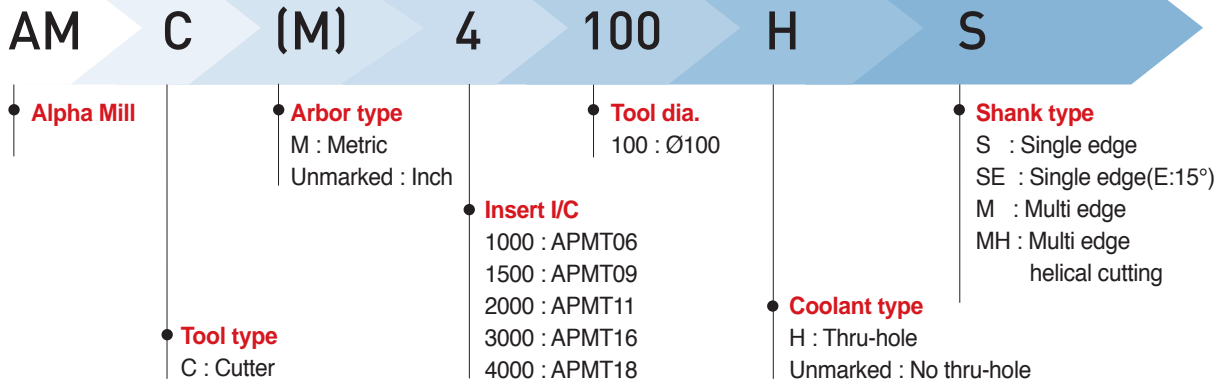 AM C (M) 4 100 H S
Alpha Mill
Arbor type
M : Metric
Unmarked : Inch
Tool dia.
100 : Ø100
Shank type
S : Single edge
SE : Single edge(E:15°)
M : Multi edge
MH : Multi edge
helical cutting
Insert I/C
1000 : APMT06
1500 : APMT09
2000 : APMT11
3000 : APMT16
4000 : APMT18
Tool type
C : Cutter
Coolant type
H : Thru-hole
Unmarked : No thru-hole